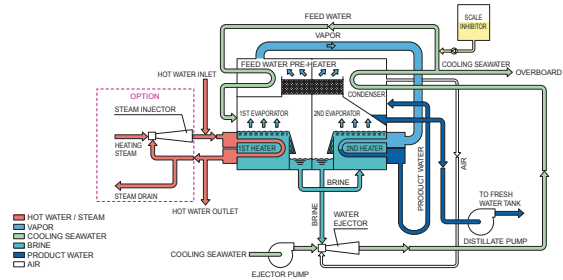 FEED WATER
SCALE
INHIBITOR
VAPOR
FEED WATER PRE-HEATER
COOLING SEAWATER
OVERBOARD
HOT WATER INLET
CONDENSER
OPTION
STEAM INJECTOR
1ST EVAPORATOR
2ND EVAPORATOR
HEATING
STEAM
1ST HEATER
2ND HEATER
PRODUCT WATER
AIR
STEAM DRAIN
BRINE
HOT WATER OUTLET
BRINE
TO FRESH
WATER TANK
WATER
EJECTOR
DISTILLATE PUMP
COOLING SEAWATER
EJECTOR PUMP
HOT WATER / STEAM
VAPOR
COOLING SEAWATER
BRINE
PRODUCT WATER
AIR